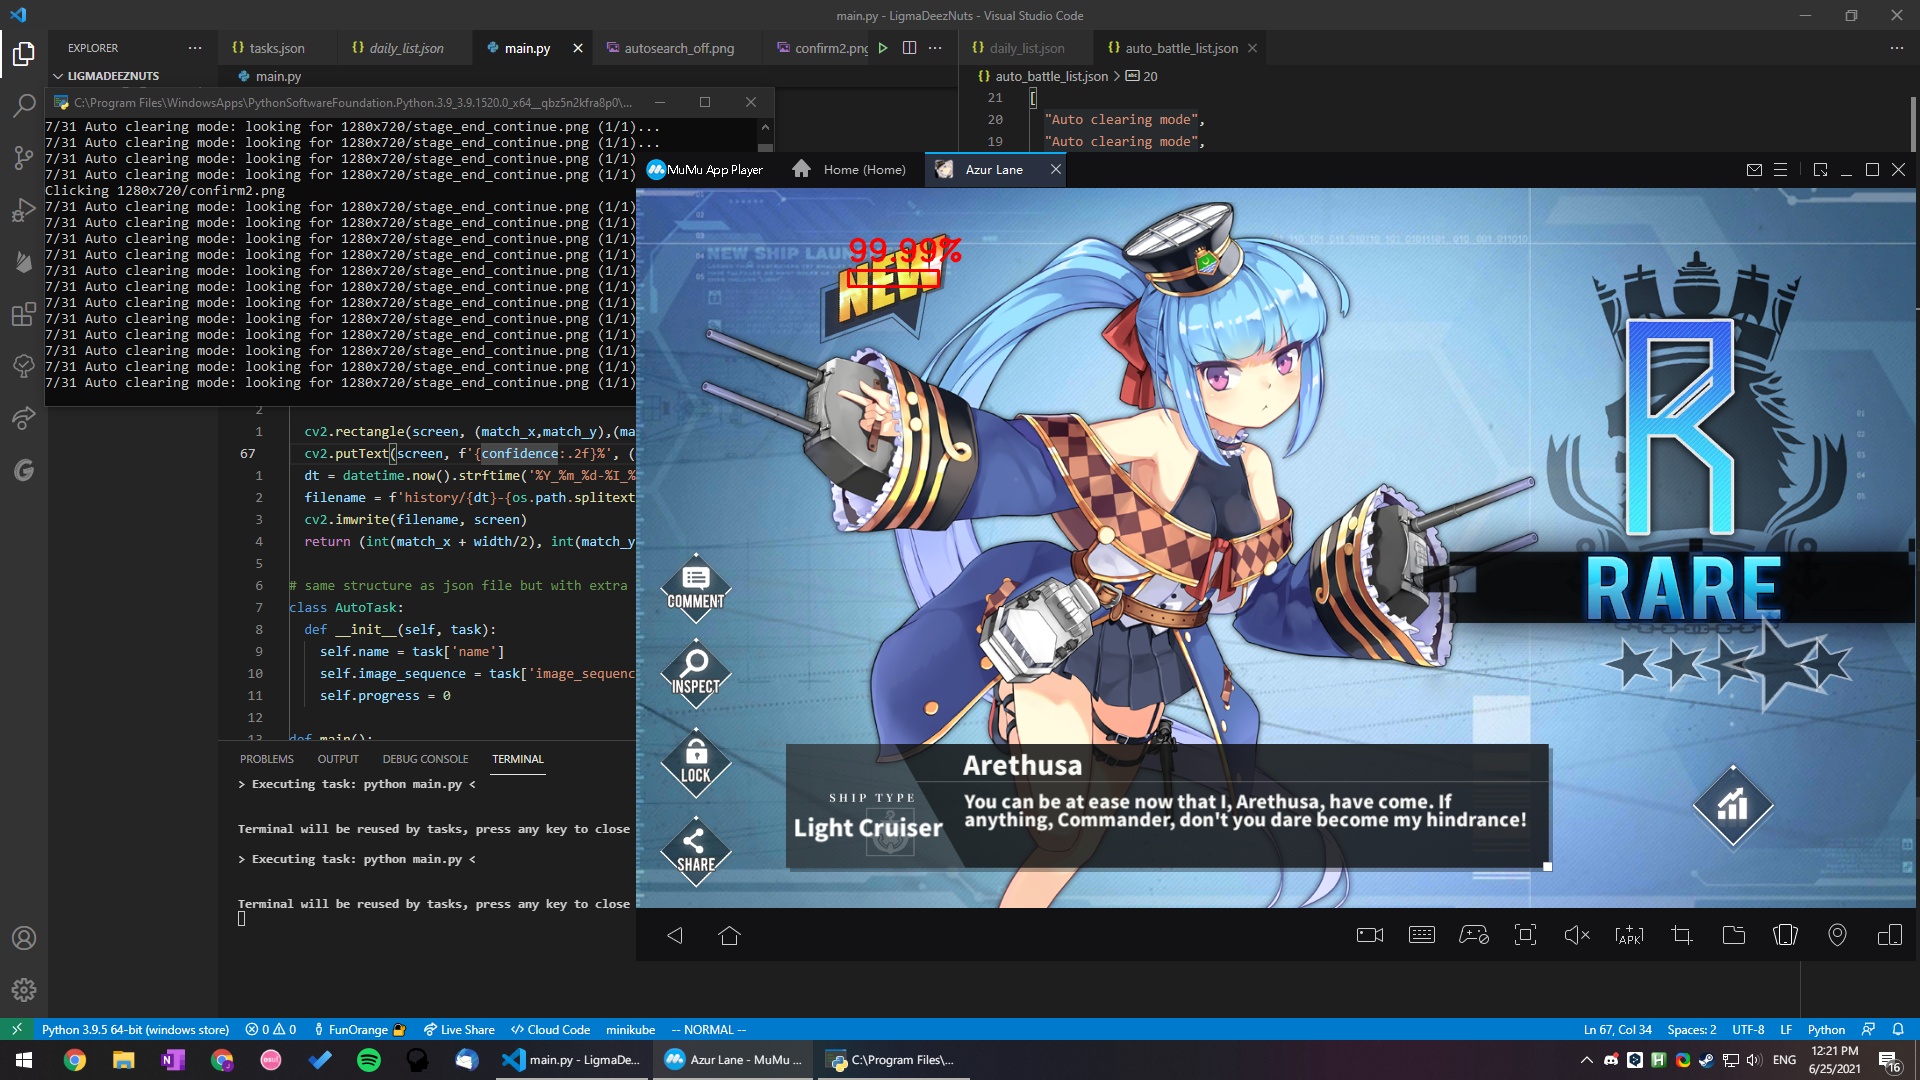 main.py - LigmaDeezNuts - Visual Studio Code
EXPLORER
tasks.json
daily_list.json
main.py
autosearch_off.png
confirm2.png
daily_list.json
auto_battle_list.json
LIGMADEEZNUTS
main.py
auto_battle_list.json > 20
21 [
20 "Auto clearing mode",
19 "Auto clearing mode",
C:\Program Files\WindowsApps\PythonSoftwareFoundation.Python.3.9_3.9.1520.0_x64__qbz5n2kfra8p0\...
7/31 Auto clearing mode: looking for 1280x720/stage_end_continue.png (1/1)...
7/31 Auto clearing mode: looking for 1280x720/stage_end_continue.png (1/1)...
7/31 Auto clearing mode: looking for 1280x720/stage_end_continue.png (1/1)
7/31 Auto clearing mode: looking for 1280x720/stage_end_continue.png (1/1)
Clicking 1280x720/confirm2.png
7/31 Auto clearing mode: looking for 1280x720/stage_end_continue.png (1/1)
7/31 Auto clearing mode: looking for 1280x720/stage_end_continue.png (1/1)
7/31 Auto clearing mode: looking for 1280x720/stage_end_continue.png (1/1)
7/31 Auto clearing mode: looking for 1280x720/stage_end_continue.png (1/1)
7/31 Auto clearing mode: looking for 1280x720/stage_end_continue.png (1/1)
7/31 Auto clearing mode: looking for 1280x720/stage_end_continue.png (1/1)
7/31 Auto clearing mode: looking for 1280x720/stage_end_continue.png (1/1)
7/31 Auto clearing mode: looking for 1280x720/stage_end_continue.png (1/1)
7/31 Auto clearing mode: looking for 1280x720/stage_end_continue.png (1/1)
7/31 Auto clearing mode: looking for 1280x720/stage_end_continue.png (1/1)
7/31 Auto clearing mode: looking for 1280x720/stage_end_continue.png (1/1)
7/31 Auto clearing mode: looking for 1280x720/stage_end_continue.png (1/1)
2
1 cv2.rectangle(screen, (match_x,match_y),(ma
67 cv2.putText(screen, f'{confidence:.2f}%', (
1 dt = datetime.now().strftime('%Y_%m_%d-%I_%
2 filename = f'history/{dt}-{os.path.splitext
3 cv2.imwrite(filename, screen)
4 return (int(match_x + width/2), int(match_y
5
6 # same structure as json file but with extra
7 class AutoTask:
8 def __init__(self, task):
9 self.name = task['name']
10 self.image_sequence = task['image_sequenc
11 self.progress = 0
12
13 def main():
PROBLEMS OUTPUT DEBUG CONSOLE TERMINAL
> Executing task: python main.py <
Terminal will be reused by tasks, press any key to close
> Executing task: python main.py <
Terminal will be reused by tasks, press any key to close
MuMu App Player
Home (Home)
Azur Lane
NEW SHIP LAU
99.99%
NEW
R
RARE
COMMENT
INSPECT
LOCK
SHARE
SHIP TYPE
Light Cruiser
Arethusa
You can be at ease now that I, Arethusa, have come. If
anything, Commander, don't you dare become my hindrance!
APK
Python 3.9.5 64-bit (windows store) 0 0 FunOrange Live Share Cloud Code minikube -- NORMAL --
Ln 67, Col 34 Spaces: 2 UTF-8 LF Python
main.py - LigmaDe...
Azur Lane - MuMu ...
C:\Program Files\...
ENG
12:21 PM
6/25/2021
16